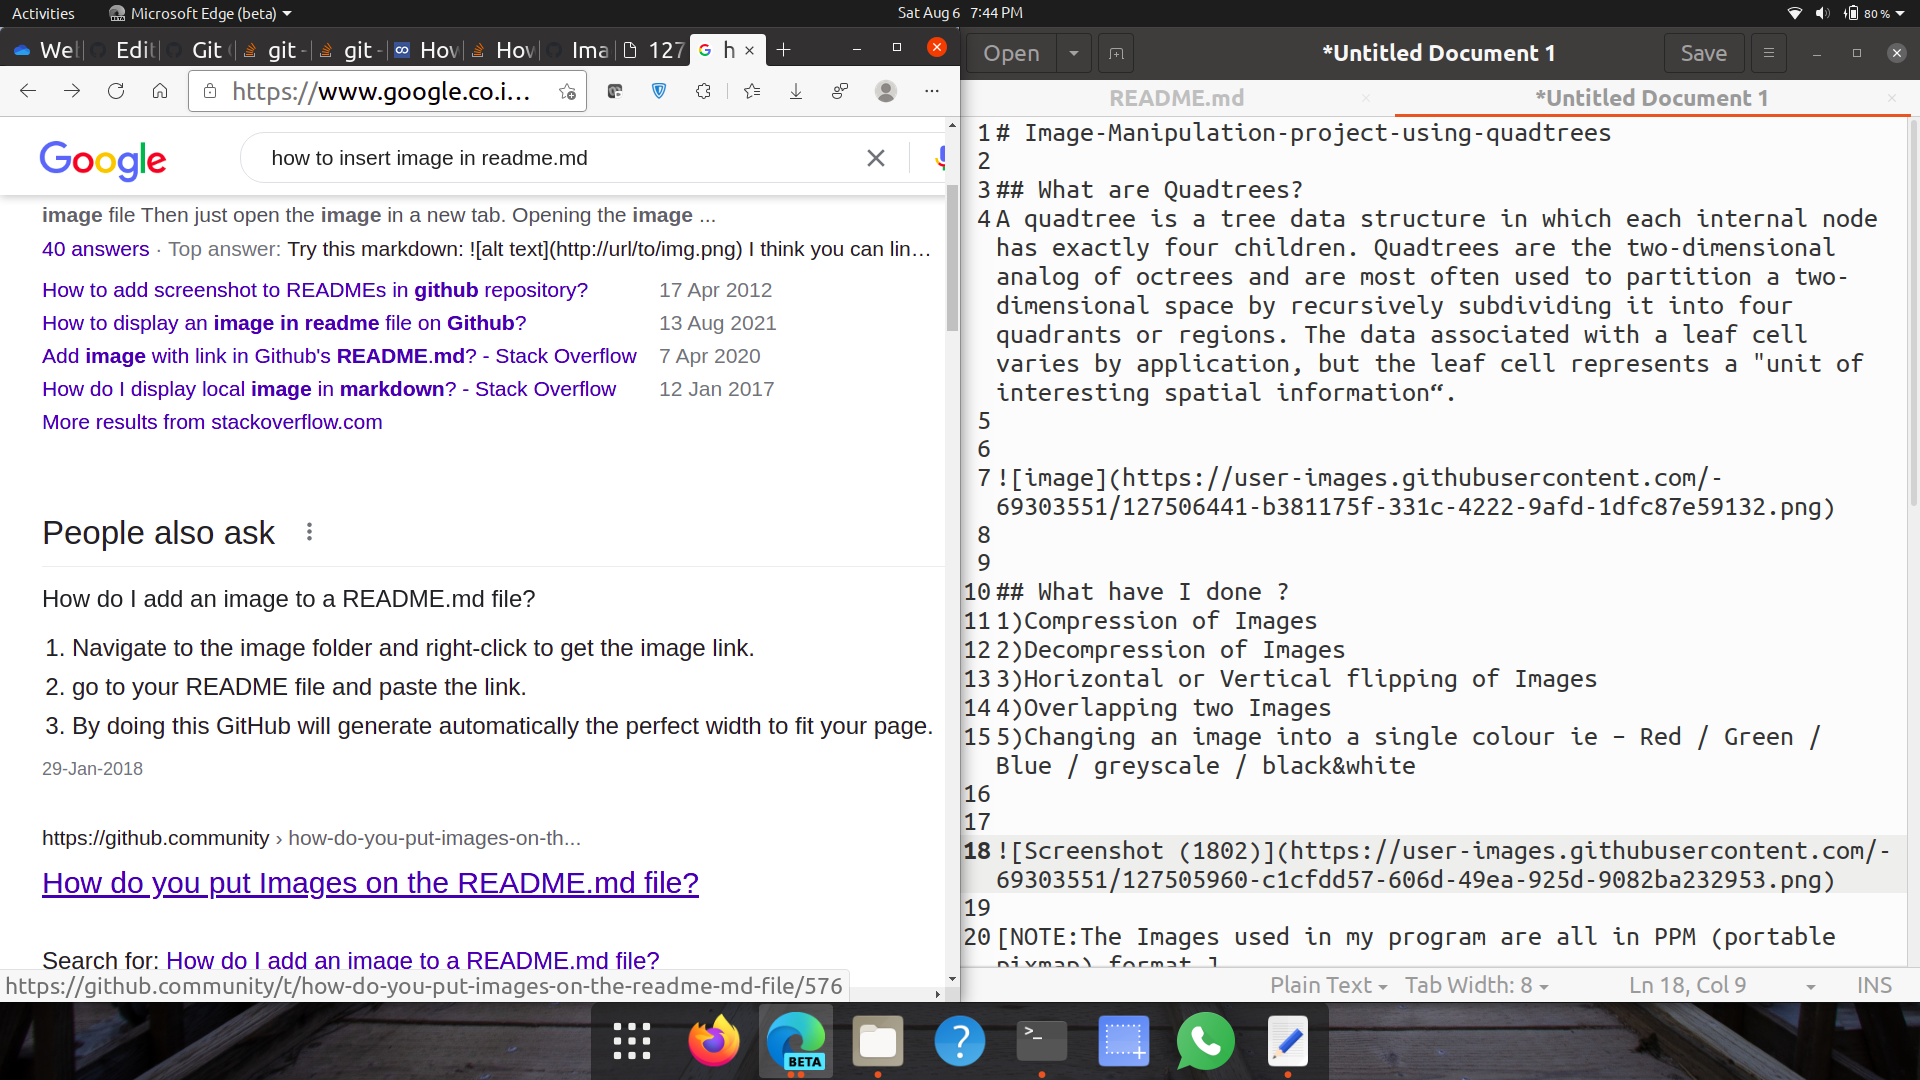 Activities Microsoft Edge (beta) Sat Aug 6 7:44 PM 80 %
Wel Edit Git git - git - How How Ima 127 h
https://www.google.co.i...
Google
how to insert image in readme.md
image file Then just open the image in a new tab. Opening the image ...
40 answers · Top answer: Try this markdown: ![alt text](http://url/to/img.png) I think you can lin...
How to add screenshot to READMEs in github repository? 17 Apr 2012
How to display an image in readme file on Github? 13 Aug 2021
Add image with link in Github's README.md? - Stack Overflow 7 Apr 2020
How do I display local image in markdown? - Stack Overflow 12 Jan 2017
More results from stackoverflow.com
People also ask
How do I add an image to a README.md file?
1. Navigate to the image folder and right-click to get the image link.
2. go to your README file and paste the link.
3. By doing this GitHub will generate automatically the perfect width to fit your page.
29-Jan-2018
https://github.community › how-do-you-put-images-on-th...
How do you put Images on the README.md file?
Search for: How do I add an image to a README.md file?
https://github.community/t/how-do-you-put-images-on-the-readme-md-file/576
Open *Untitled Document 1 Save
README.md *Untitled Document 1
1 # Image-Manipulation-project-using-quadtrees
2
3 ## What are Quadtrees?
4 A quadtree is a tree data structure in which each internal node
has exactly four children. Quadtrees are the two-dimensional
analog of octrees and are most often used to partition a two-
dimensional space by recursively subdividing it into four
quadrants or regions. The data associated with a leaf cell
varies by application, but the leaf cell represents a "unit of
interesting spatial information“.
5
6
7 ![image](https://user-images.githubusercontent.com/-
69303551/127506441-b381175f-331c-4222-9afd-1dfc87e59132.png)
8
9
10 ## What have I done ?
11 1)Compression of Images
12 2)Decompression of Images
13 3)Horizontal or Vertical flipping of Images
14 4)Overlapping two Images
15 5)Changing an image into a single colour ie – Red / Green /
Blue / greyscale / black&white
16
17
18 ![Screenshot (1802)](https://user-images.githubusercontent.com/-
69303551/127505960-c1cfdd57-606d-49ea-925d-9082ba232953.png)
19
20 [NOTE:The Images used in my program are all in PPM (portable
pixmap) format ]
Plain Text Tab Width: 8 Ln 18, Col 9 INS
BETA